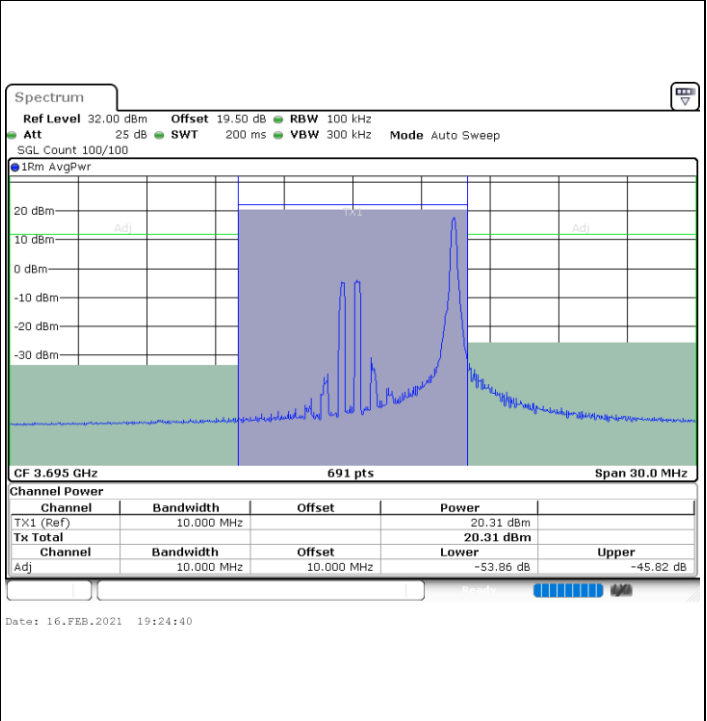 Spectrum
Ref Level 32.00 dBm Offset 19.50 dB RBW 100 kHz
Att 25 dB SWT 200 ms VBW 300 kHz Mode Auto Sweep
SGL Count 100/100
1Rm AvgPwr
TX1
20 dBm
Adj Adj
10 dBm
0 dBm
-10 dBm
-20 dBm
-30 dBm
CF 3.695 GHz 691 pts Span 30.0 MHz
Channel Power
Channel Bandwidth Offset Power
TX1 (Ref) 10.000 MHz 20.31 dBm
Tx Total 20.31 dBm
Channel Bandwidth Offset Lower Upper
Adj 10.000 MHz 10.000 MHz -53.86 dB -45.82 dB
Ready
Date: 16.FEB.2021 19:24:40